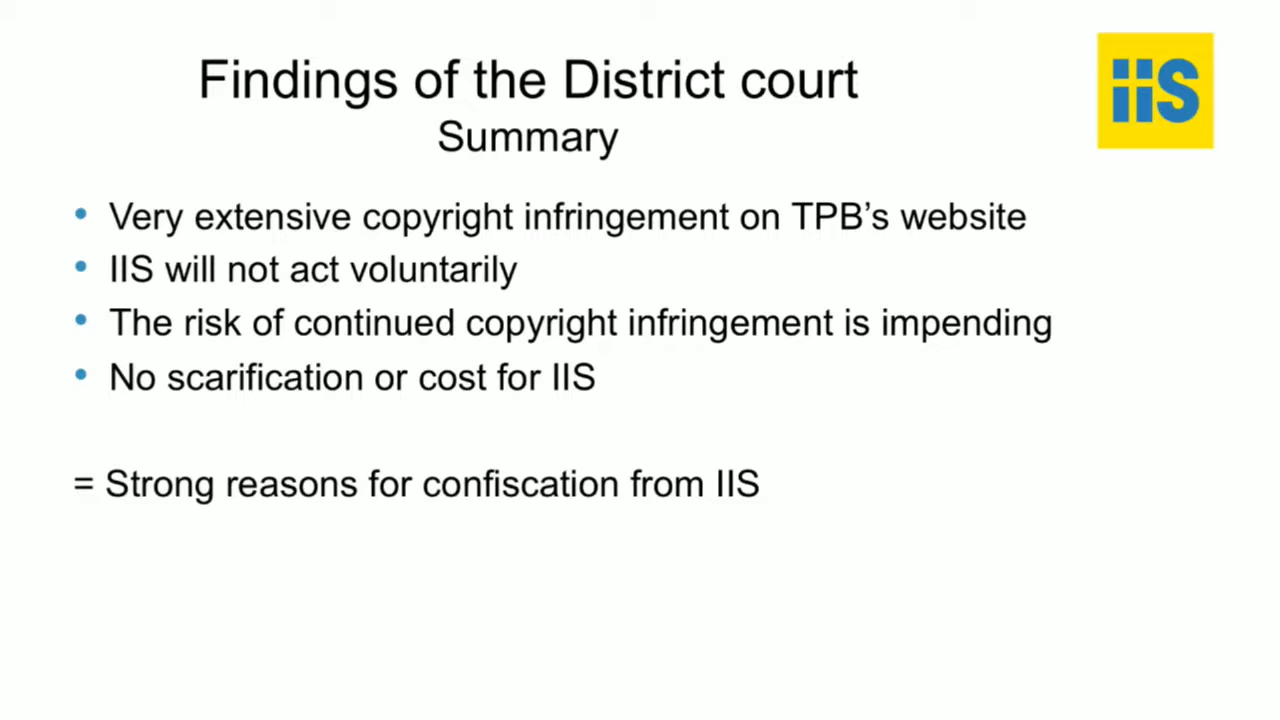 Findings of the District court
Summary
iis
• Very extensive copyright infringement on TPB’s website
• IIS will not act voluntarily
• The risk of continued copyright infringement is impending
• No scarification or cost for IIS
= Strong reasons for confiscation from IIS